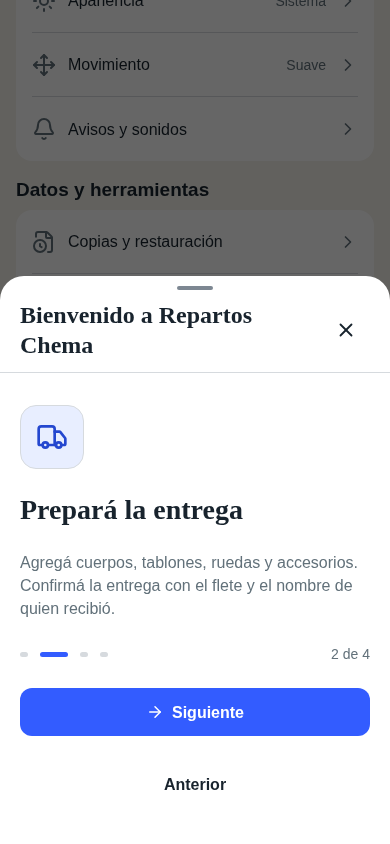 Apariencia
Sistema
Movimiento
Suave
Avisos y sonidos
Datos y herramientas
Copias y restauración
Bienvenido a Repartos
Chema
Prepará la entrega
Agregá cuerpos, tablones, ruedas y accesorios.
Confirmá la entrega con el flete y el nombre de
quien recibió.
2 de 4
Siguiente
Anterior